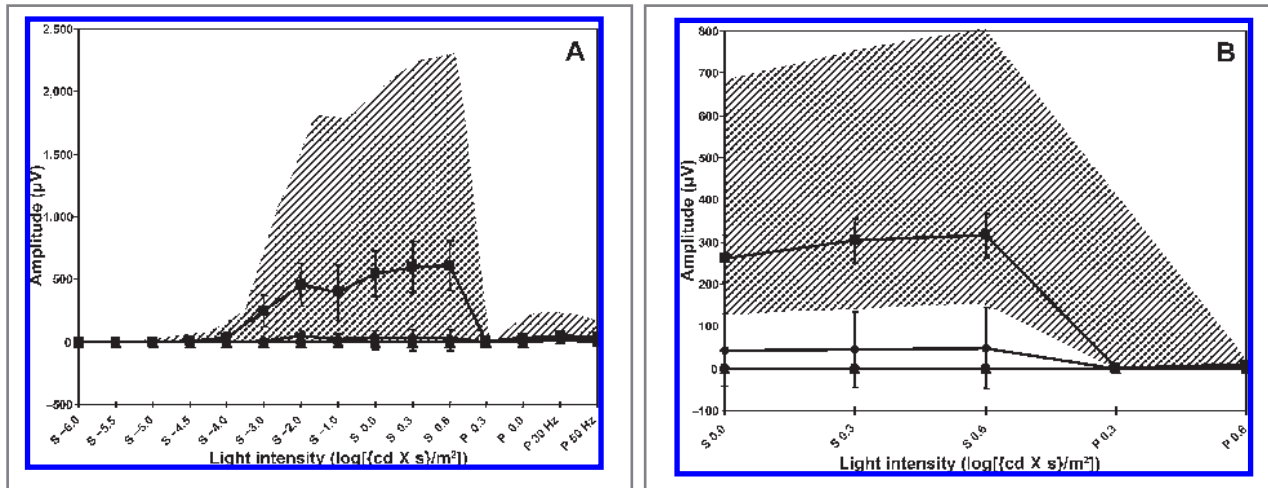 A
2.500
2,000
1.500
1.000
500
0
−500
Amplitude (µV)
S −6.0
S −5.5
S −5.0
S −4.5
S −4.0
S −3.0
S −2.0
S −1.0
S 0.0
S 0.3
S 0.6
P 0.3
P 0.0
P 30 Hz
P 50 Hz
Light intensity (log[{cd X s}/m²])
B
800
700
600
500
400
300
200
100
0
−100
Amplitude (µV)
S 0.0
S 0.3
S 0.6
P 0.3
P 0.6
Light intensity (log[{cd X s}/m²])